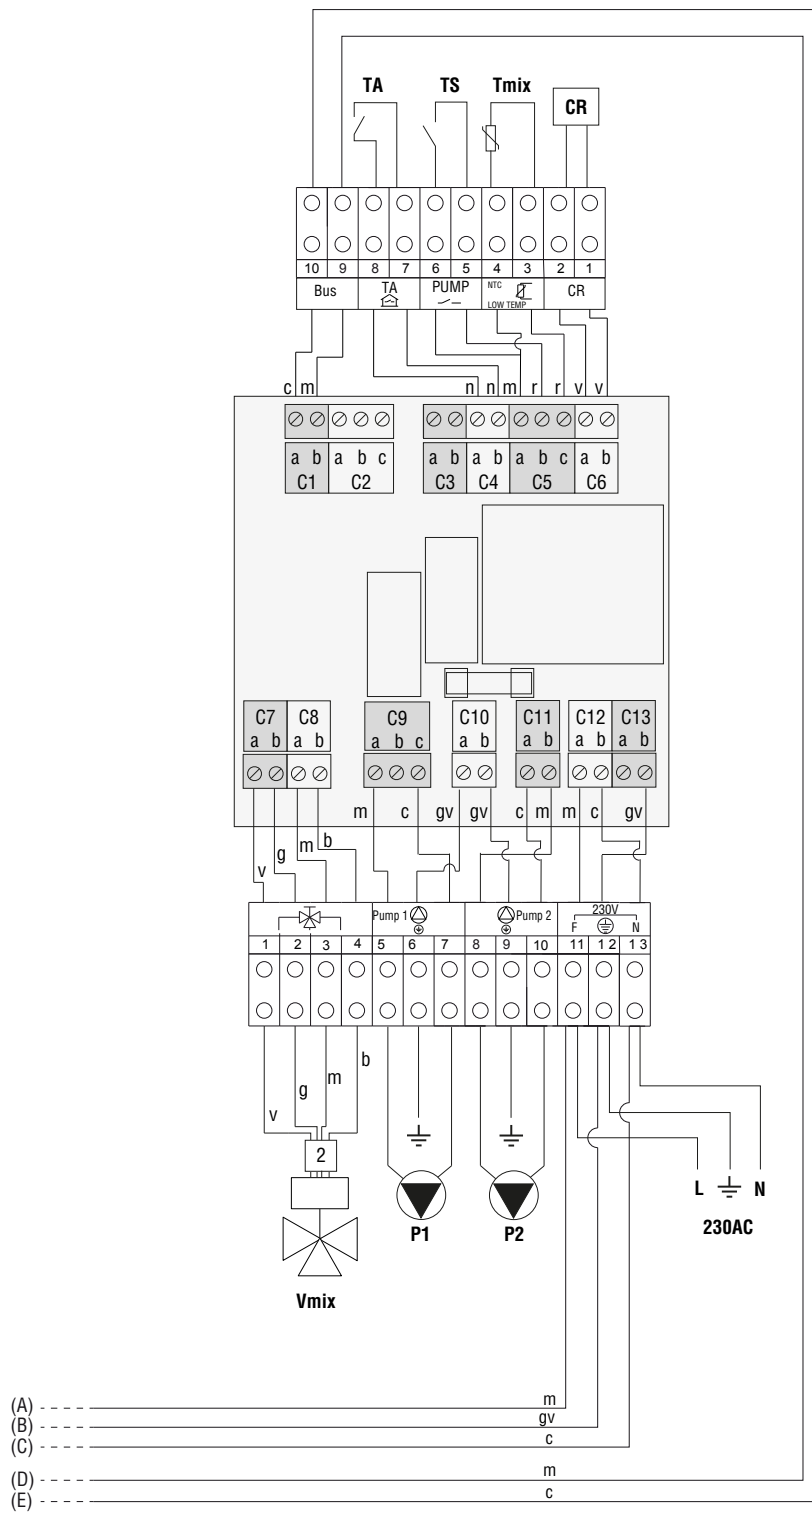 TA TS Tmix
CR
10 9 8 7 6 5 4 3 2 1
Bus TA PUMP NTC LOW TEMP CR
c m n n m r r v v
a b a b c a b a b a b c a b
C1 C2 C3 C4 C5 C6
C7 C8 C9 C10 C11 C12 C13
a b a b a b c a b a b a b a b
m c gv gv c m m c gv
v g m b
Pump 1 Pump 2 230V
F N
1 2 3 4 5 6 7 8 9 10 11 12 13
v g m b
2
L N
P1 P2 230AC
Vmix
(A) m
(B) gv
(C) c
(D) m
(E) c